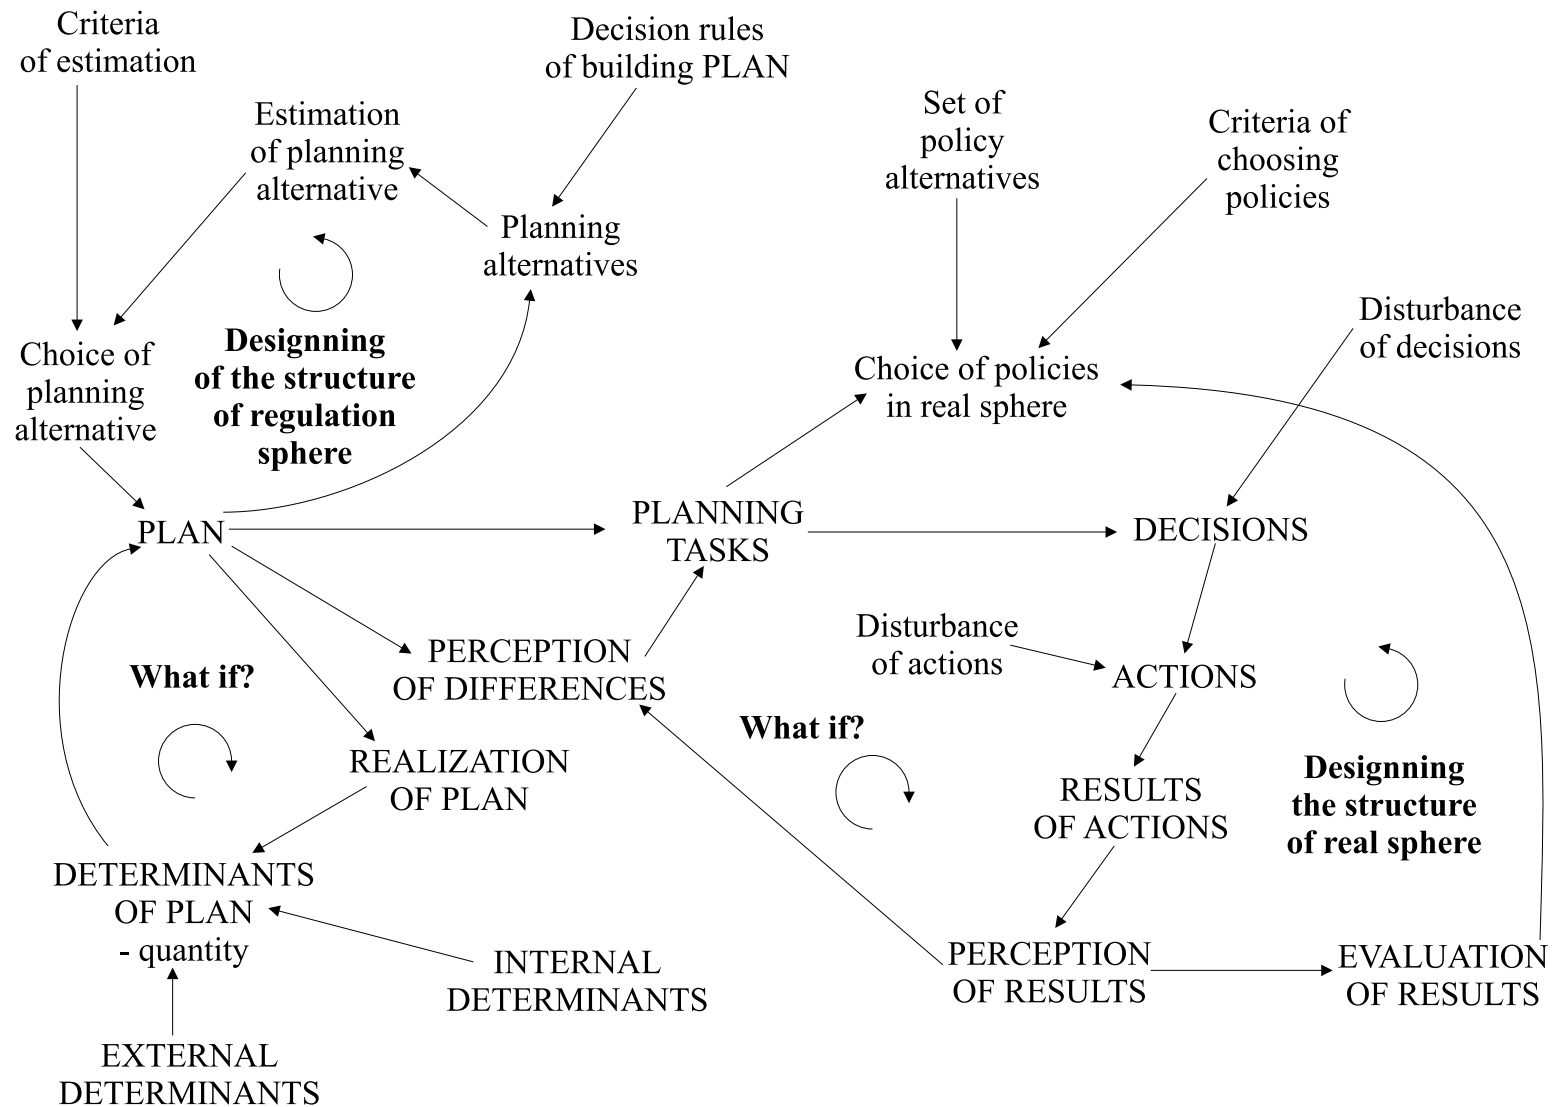 Criteria
of estimation
Decision rules
of building PLAN
Estimation
of planning
alternative
Set of
policy
alternatives
Criteria of
choosing
policies
Planning
alternatives
Disturbance
of decisions
Choice of
planning
alternative
Designning
of the structure
of regulation
sphere
Choice of policies
in real sphere
PLAN
PLANNING
TASKS
DECISIONS
PERCEPTION
OF DIFFERENCES
Disturbance
of actions
ACTIONS
What if?
What if?
REALIZATION
OF PLAN
RESULTS
OF ACTIONS
Designning
the structure
of real sphere
DETERMINANTS
OF PLAN
- quantity
INTERNAL
DETERMINANTS
PERCEPTION
OF RESULTS
EVALUATION
OF RESULTS
EXTERNAL
DETERMINANTS